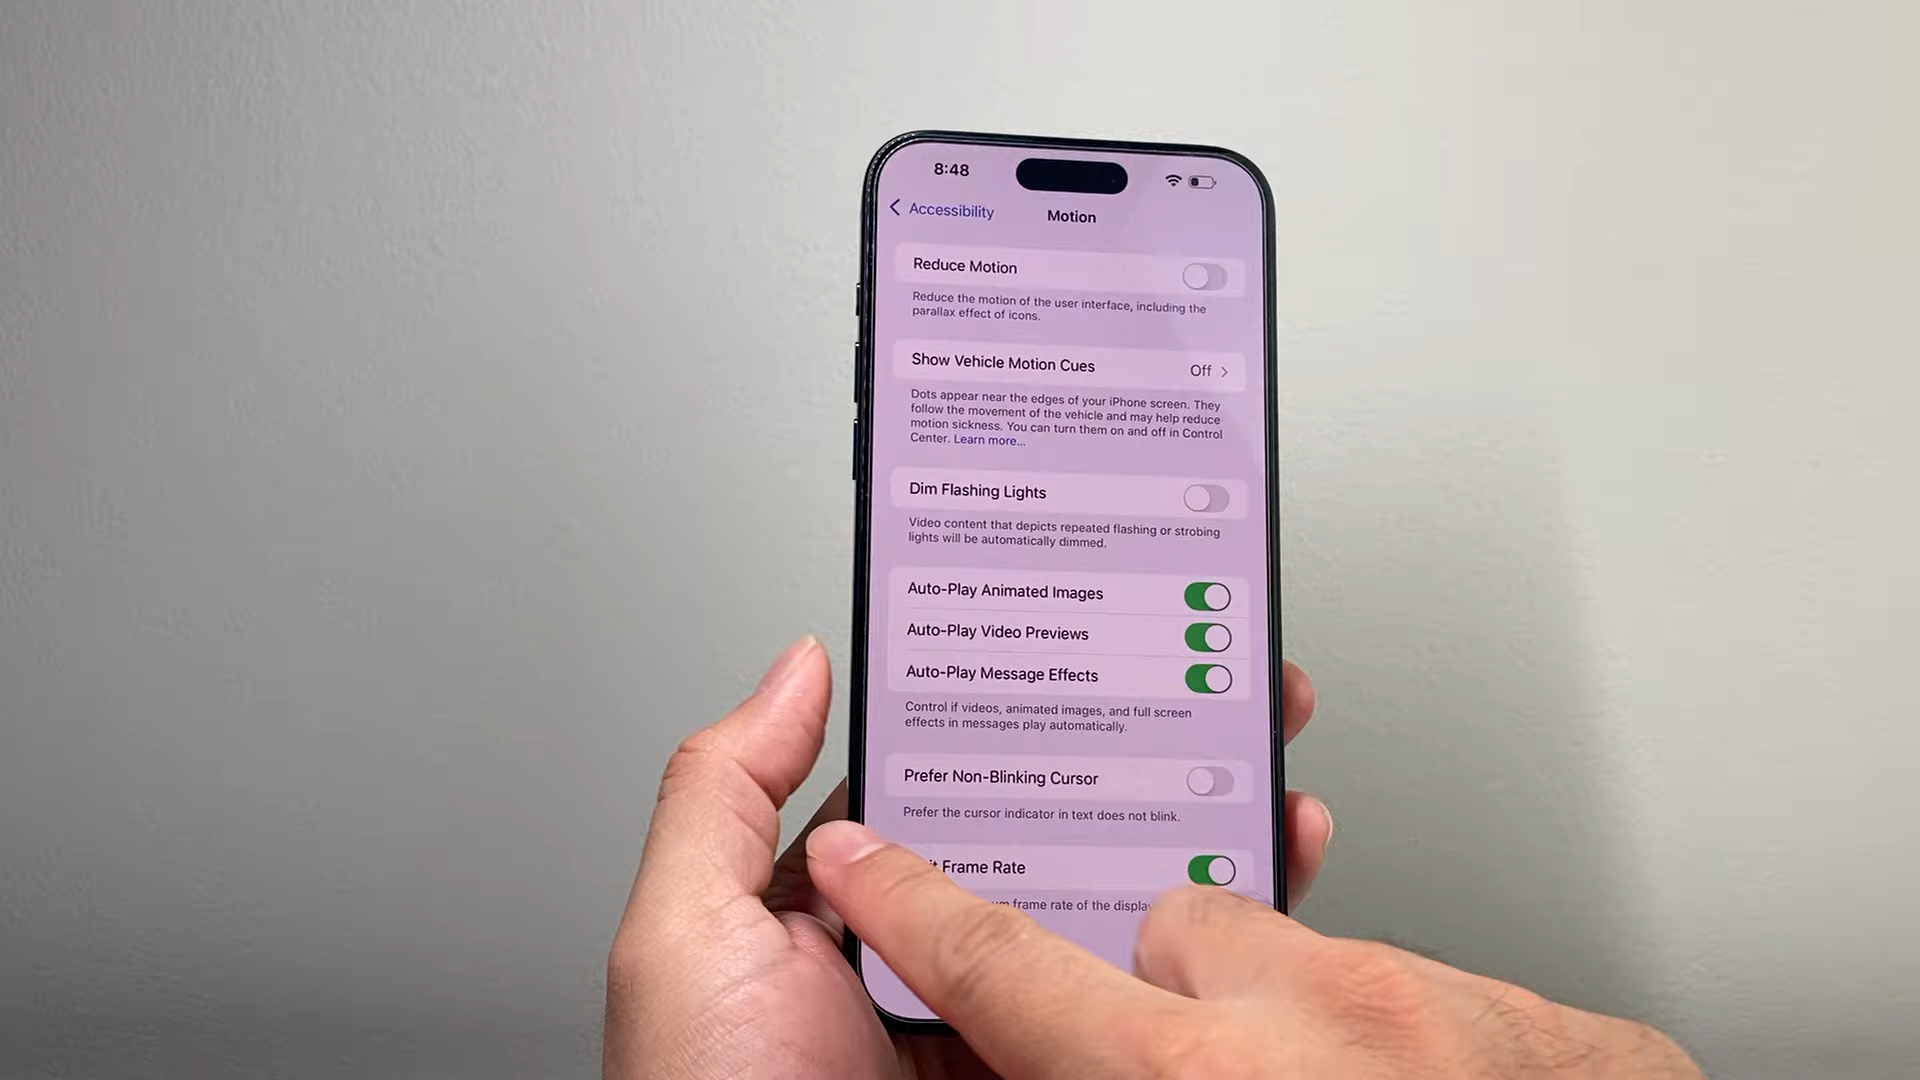 8:48
Accessibility
Motion
Reduce Motion
Reduce the motion of the user interface, including the
parallax effect of icons.
Show Vehicle Motion Cues
Off
Dots appear near the edges of your iPhone screen. They
follow the movement of the vehicle and may help reduce
motion sickness. You can turn them on and off in Control
Center. Learn more...
Dim Flashing Lights
Video content that depicts repeated flashing or strobing
lights will be automatically dimmed.
Auto-Play Animated Images
Auto-Play Video Previews
Auto-Play Message Effects
Control if videos, animated images, and full screen
effects in messages play automatically.
Prefer Non-Blinking Cursor
Prefer the cursor indicator in text does not blink.
Frame Rate
frame rate of the